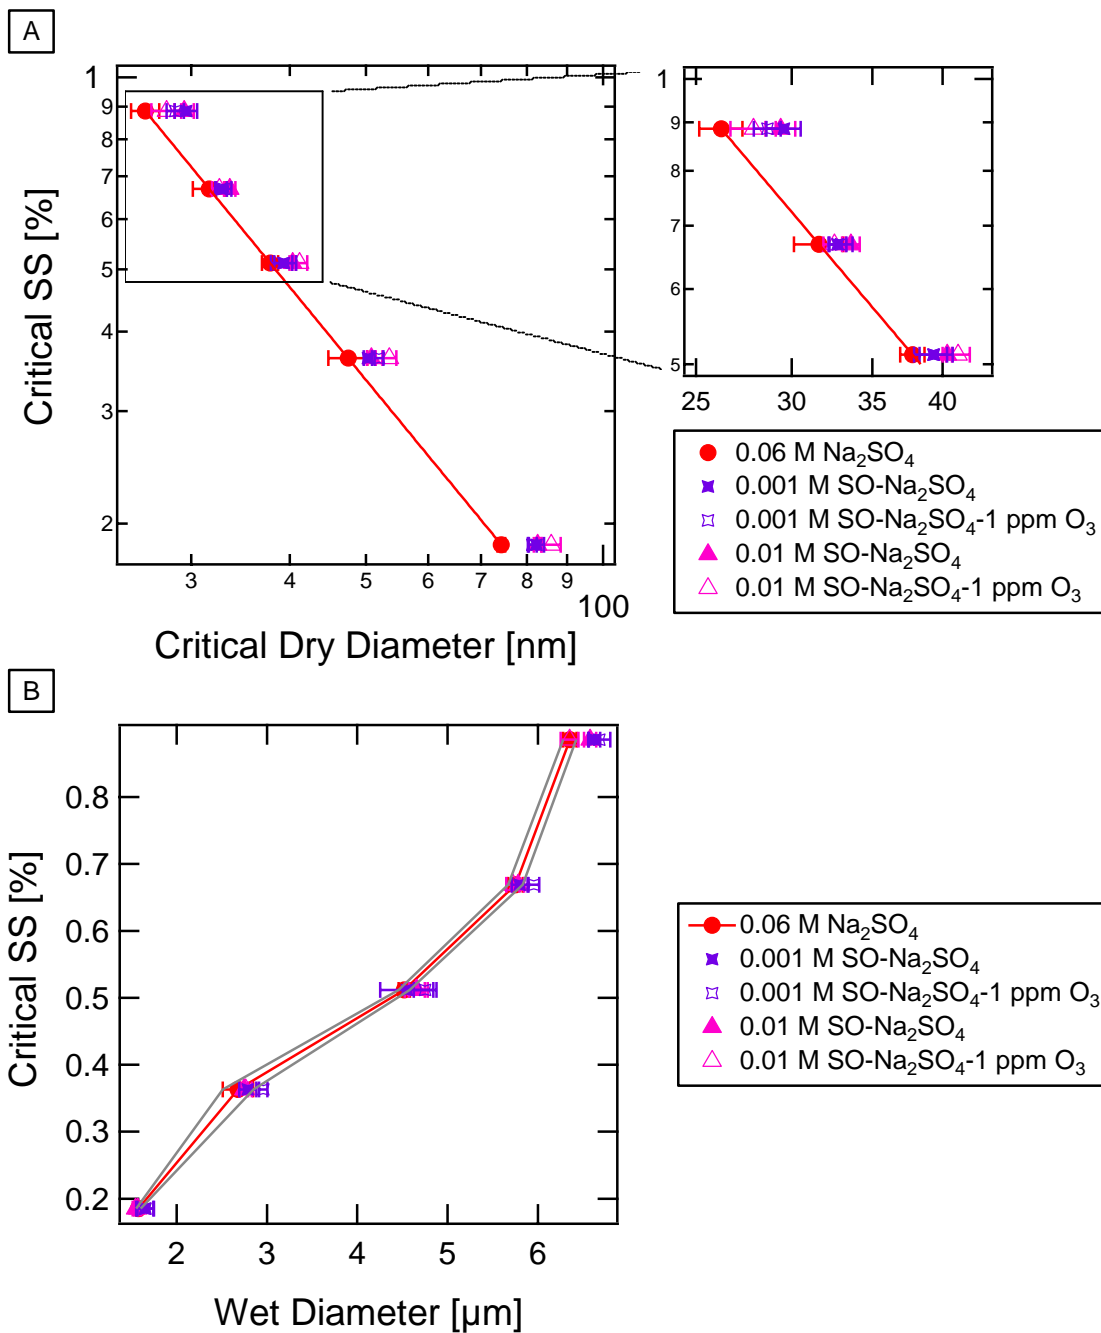 A
Critical SS [%]
1
9
8
7
6
5
4
3
2
3 4 5 6 7 8 9
100
Critical Dry Diameter [nm]
1
9
8
7
6
5
25 30 35 40
0.06 M Na₂SO₄
0.001 M SO-Na₂SO₄
0.001 M SO-Na₂SO₄-1 ppm O₃
0.01 M SO-Na₂SO₄
0.01 M SO-Na₂SO₄-1 ppm O₃
B
Critical SS [%]
0.8
0.7
0.6
0.5
0.4
0.3
0.2
2 3 4 5 6
Wet Diameter [µm]
0.06 M Na₂SO₄
0.001 M SO-Na₂SO₄
0.001 M SO-Na₂SO₄-1 ppm O₃
0.01 M SO-Na₂SO₄
0.01 M SO-Na₂SO₄-1 ppm O₃